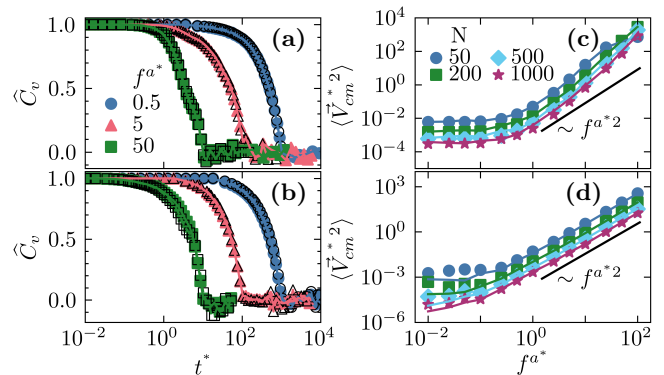 1.0
0.5
0.0
Ĉ_v
(a)
f^{a*}
0.5
5
50
1.0
0.5
0.0
Ĉ_v
(b)
10^{-2} 10^0 10^2 10^4
t^*
10^4
10^2
10^0
10^{-2}
10^{-4}
⟨V⃗_{cm}^{* 2}⟩
(c)
N
50 500
200 1000
∼ f^{a*2}
10^3
10^0
10^{-3}
10^{-6}
⟨V⃗_{cm}^{* 2}⟩
(d)
∼ f^{a*2}
10^{-2} 10^0 10^2
f^{a*}